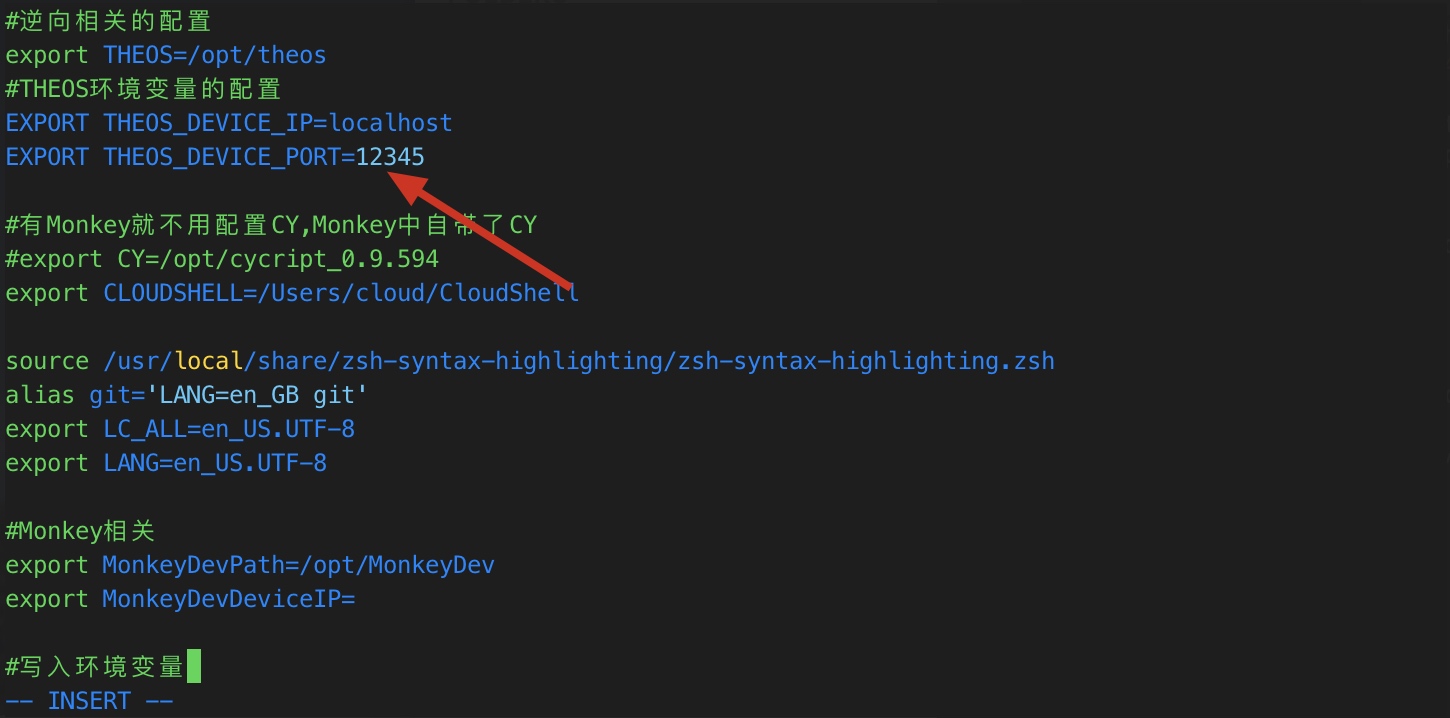 #逆向相关的配置
export THEOS=/opt/theos
#THEOS环境变量的配置
EXPORT THEOS_DEVICE_IP=localhost
EXPORT THEOS_DEVICE_PORT=12345
#有Monkey就不用配置CY,Monkey中自带了CY
#export CY=/opt/cycript_0.9.594
export CLOUDSHELL=/Users/cloud/CloudShell
source /usr/local/share/zsh-syntax-highlighting/zsh-syntax-highlighting.zsh
alias git='LANG=en_GB git'
export LC_ALL=en_US.UTF-8
export LANG=en_US.UTF-8
#Monkey相关
export MonkeyDevPath=/opt/MonkeyDev
export MonkeyDevDeviceIP=
#写入环境变量
-- INSERT --